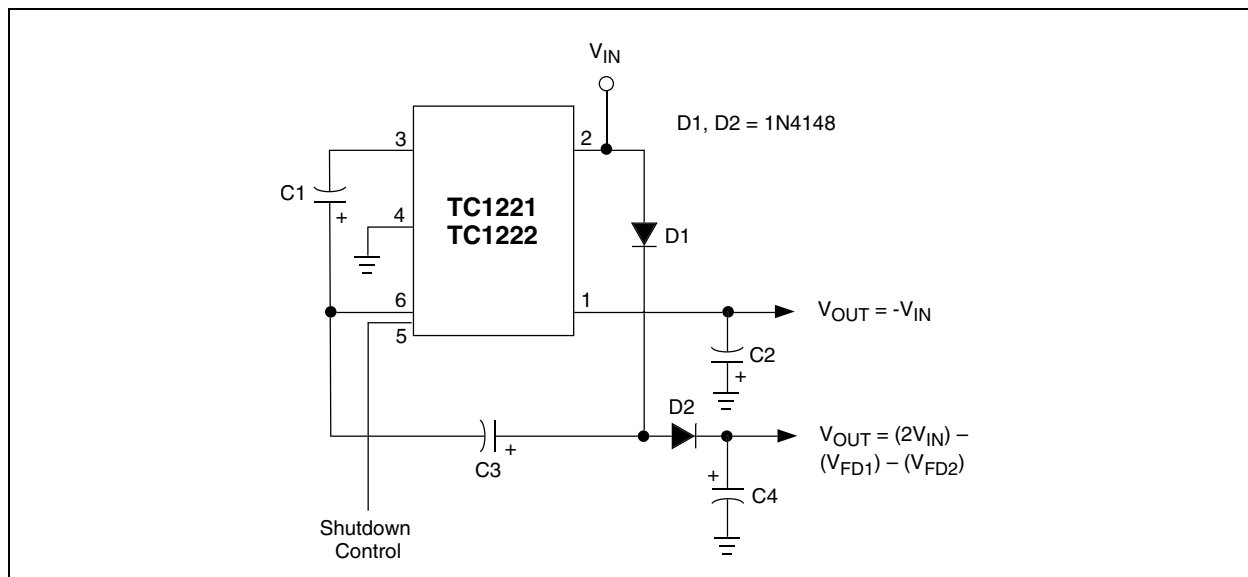 V_IN
D1, D2 = 1N4148
3
2
C1
+
4
TC1221
TC1222
D1
6
1
V_OUT = -V_IN
5
C2
+
D2
V_OUT = (2V_IN) –
(V_FD1) – (V_FD2)
+
C3
+
C4
Shutdown
Control